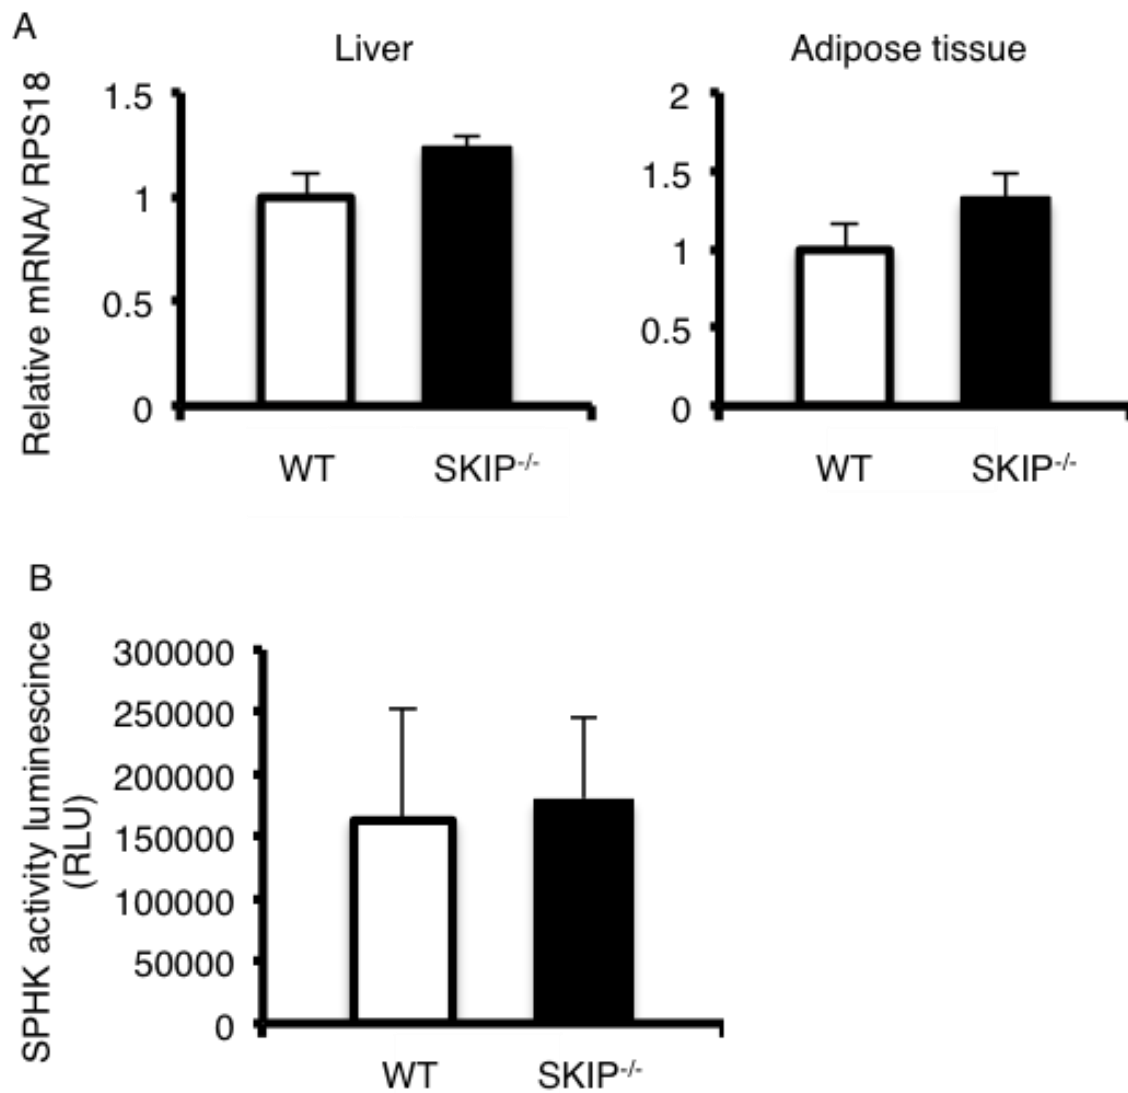 A
Liver
Adipose tissue
Relative mRNA/ RPS18
1.5
1
0.5
0
WT
SKIP-/-
2
1.5
1
0.5
0
WT
SKIP-/-
B
SPHK activity luminescince
(RLU)
300000
250000
200000
150000
100000
50000
0
WT
SKIP-/-